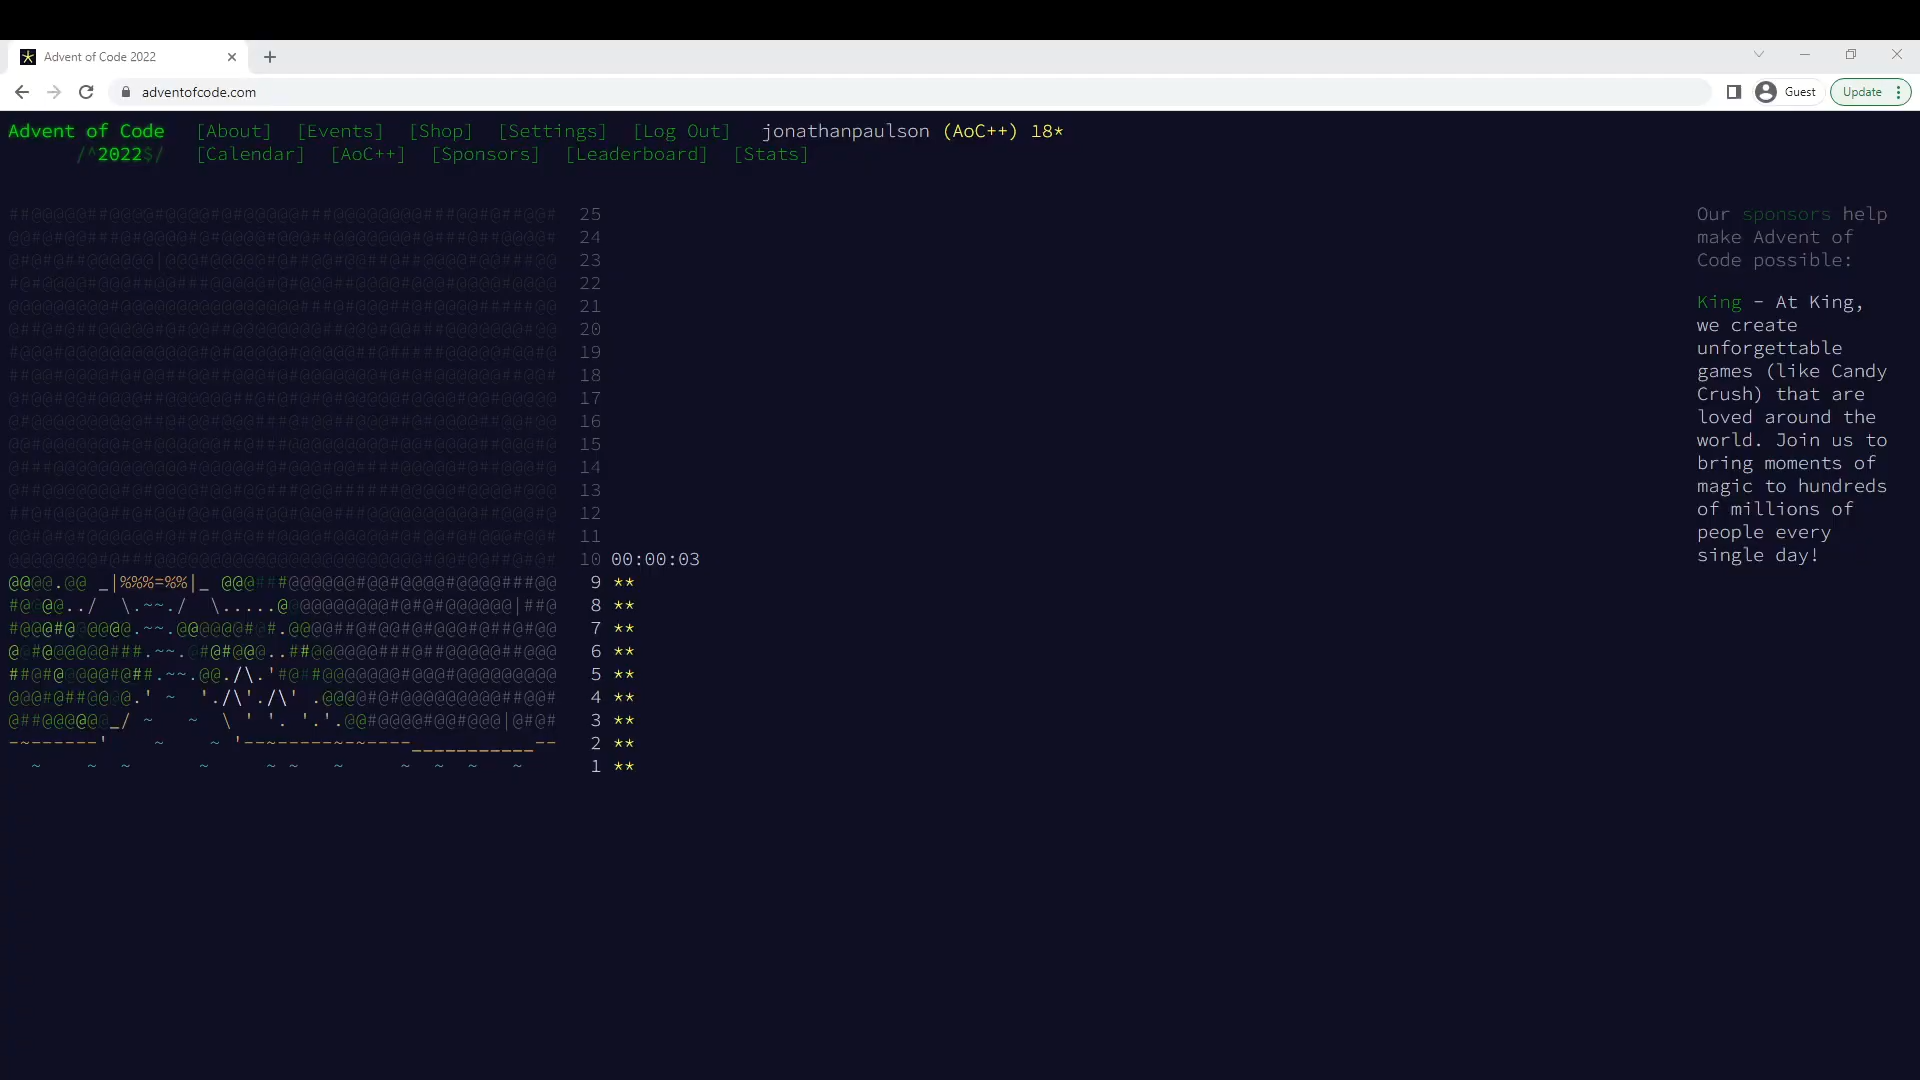 Advent of Code 2022
adventofcode.com
Guest
Update
Advent of Code [About] [Events] [Shop] [Settings] [Log Out] jonathanpaulson (AoC++) 18*
/^2022$/ [Calendar] [AoC++] [Sponsors] [Leaderboard] [Stats]
25
24
23
22
21
20
19
18
17
16
15
14
13
12
11
10 00:00:03
9 **
8 **
7 **
6 **
5 **
4 **
3 **
2 **
1 **
Our sponsors help
make Advent of
Code possible:
King - At King,
we create
unforgettable
games (like Candy
Crush) that are
loved around the
world. Join us to
bring moments of
magic to hundreds
of millions of
people every
single day!